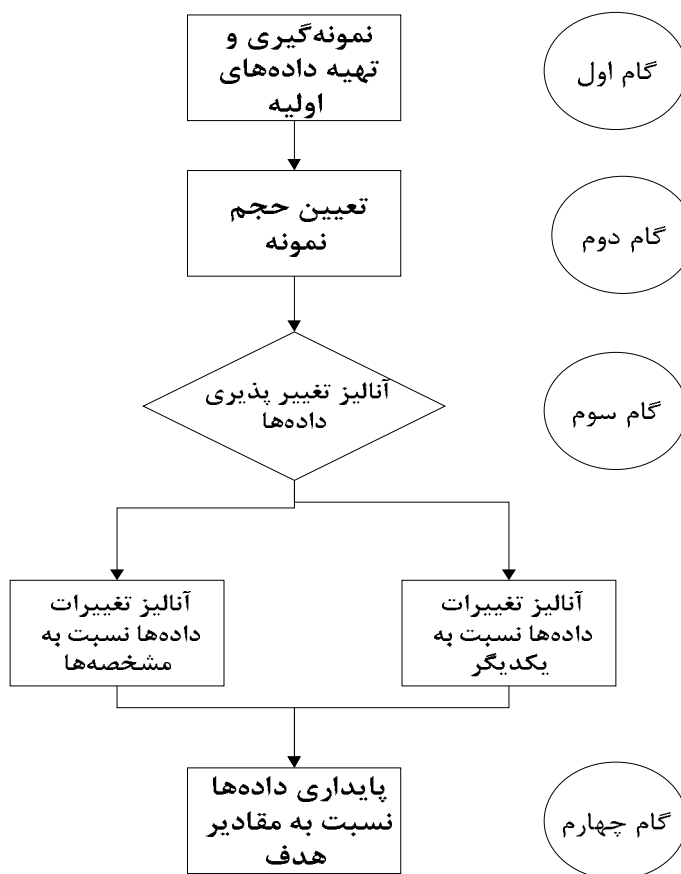 نمونه‌گیری و
تهیه داده‌های
اولیه
گام اول
تعیین حجم
نمونه
گام دوم
آنالیز تغییر پذیری
داده‌ها
گام سوم
آنالیز تغییرات
داده‌ها نسبت به
یکدیگر
آنالیز تغییرات
داده‌ها نسبت به
مشخصه‌ها
پایداری داده‌ها
نسبت به مقادیر
هدف
گام چهارم